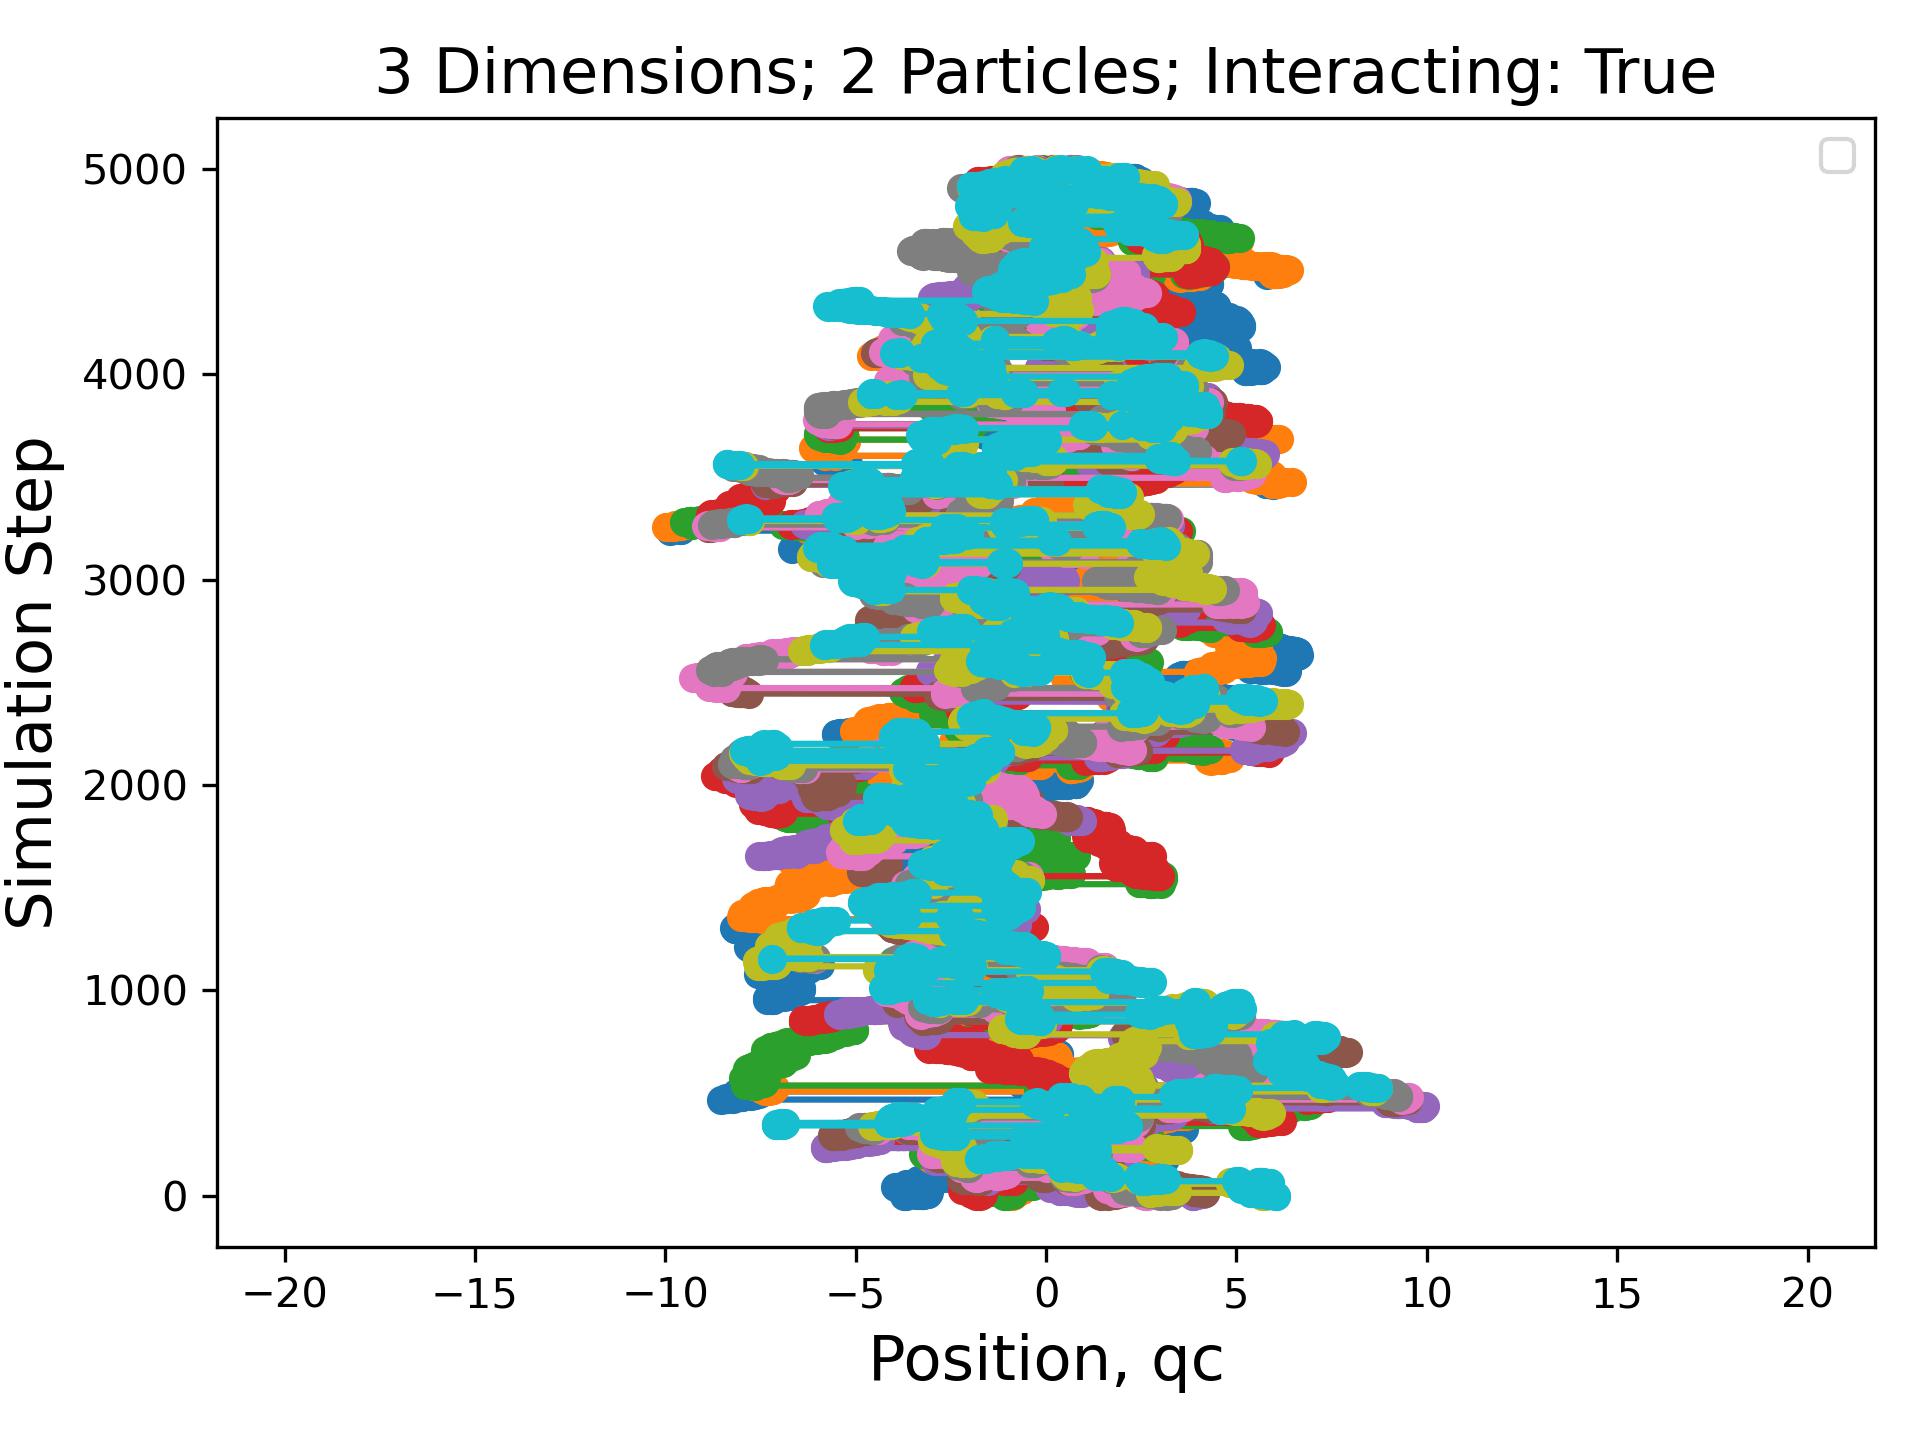 3 Dimensions; 2 Particles; Interacting: True
5000
4000
3000
2000
1000
0
Simulation Step
−20 −15 −10 −5 0 5 10 15 20
Position, qc